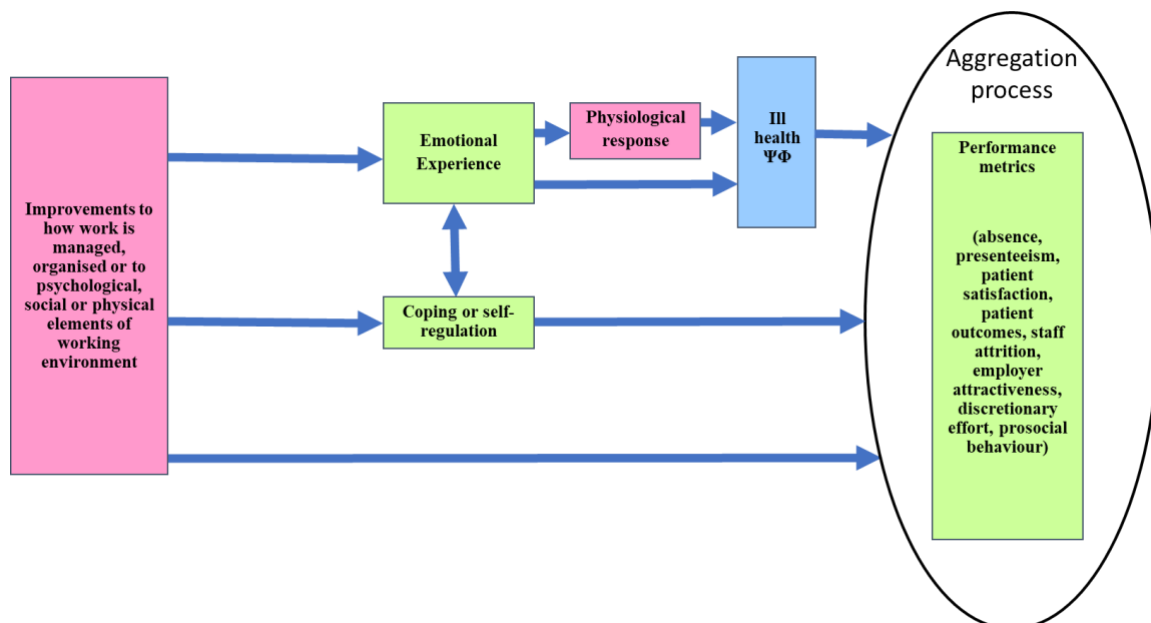 Improvements to
how work is
managed,
organised or to
psychological,
social or physical
elements of
working
environment
Emotional
Experience
Coping or self-
regulation
Physiological
response
Ill
health
ΨΦ
Aggregation
process
Performance
metrics
(absence,
presenteeism,
patient
satisfaction,
patient
outcomes, staff
attrition,
employer
attractiveness,
discretionary
effort, prosocial
behaviour)